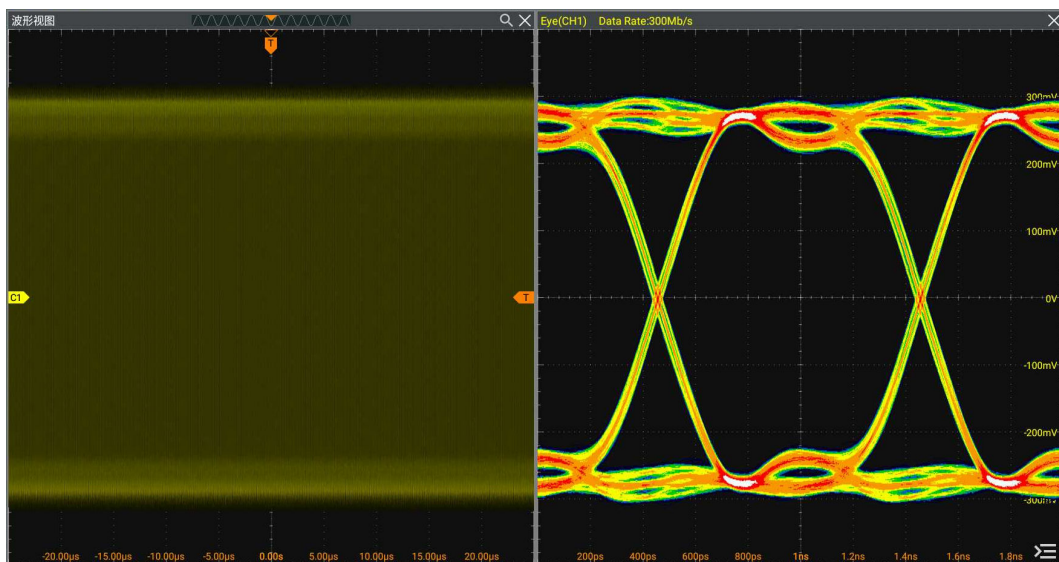 波形视图
T
C1
T
-20.00μs -15.00μs -10.00μs -5.00μs 0.00s 5.00μs 10.00μs 15.00μs 20.00μs
Eye(CH1) Data Rate:300Mb/s
300mV
200mV
100mV
0V
-100mV
-200mV
-300mV
200ps 400ps 600ps 800ps 1ns 1.2ns 1.4ns 1.6ns 1.8ns